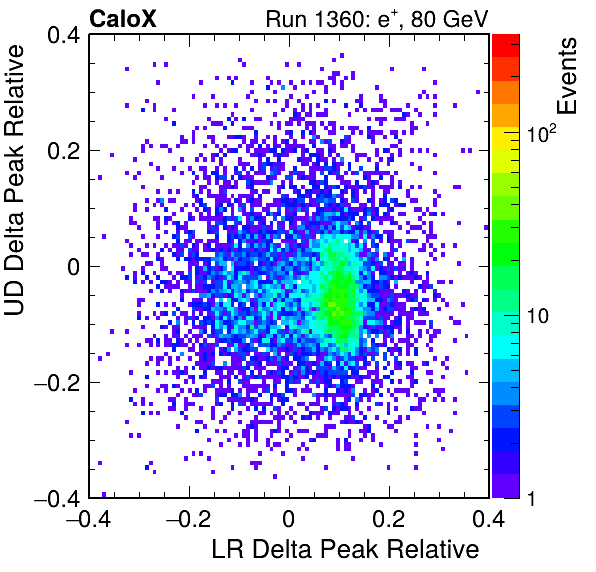 CaloX Run 1360: e⁺, 80 GeV
0.4
0.2
0
−0.2
−0.4
−0.4 −0.2 0 0.2 0.4
UD Delta Peak Relative
LR Delta Peak Relative
Events
10²
10
1